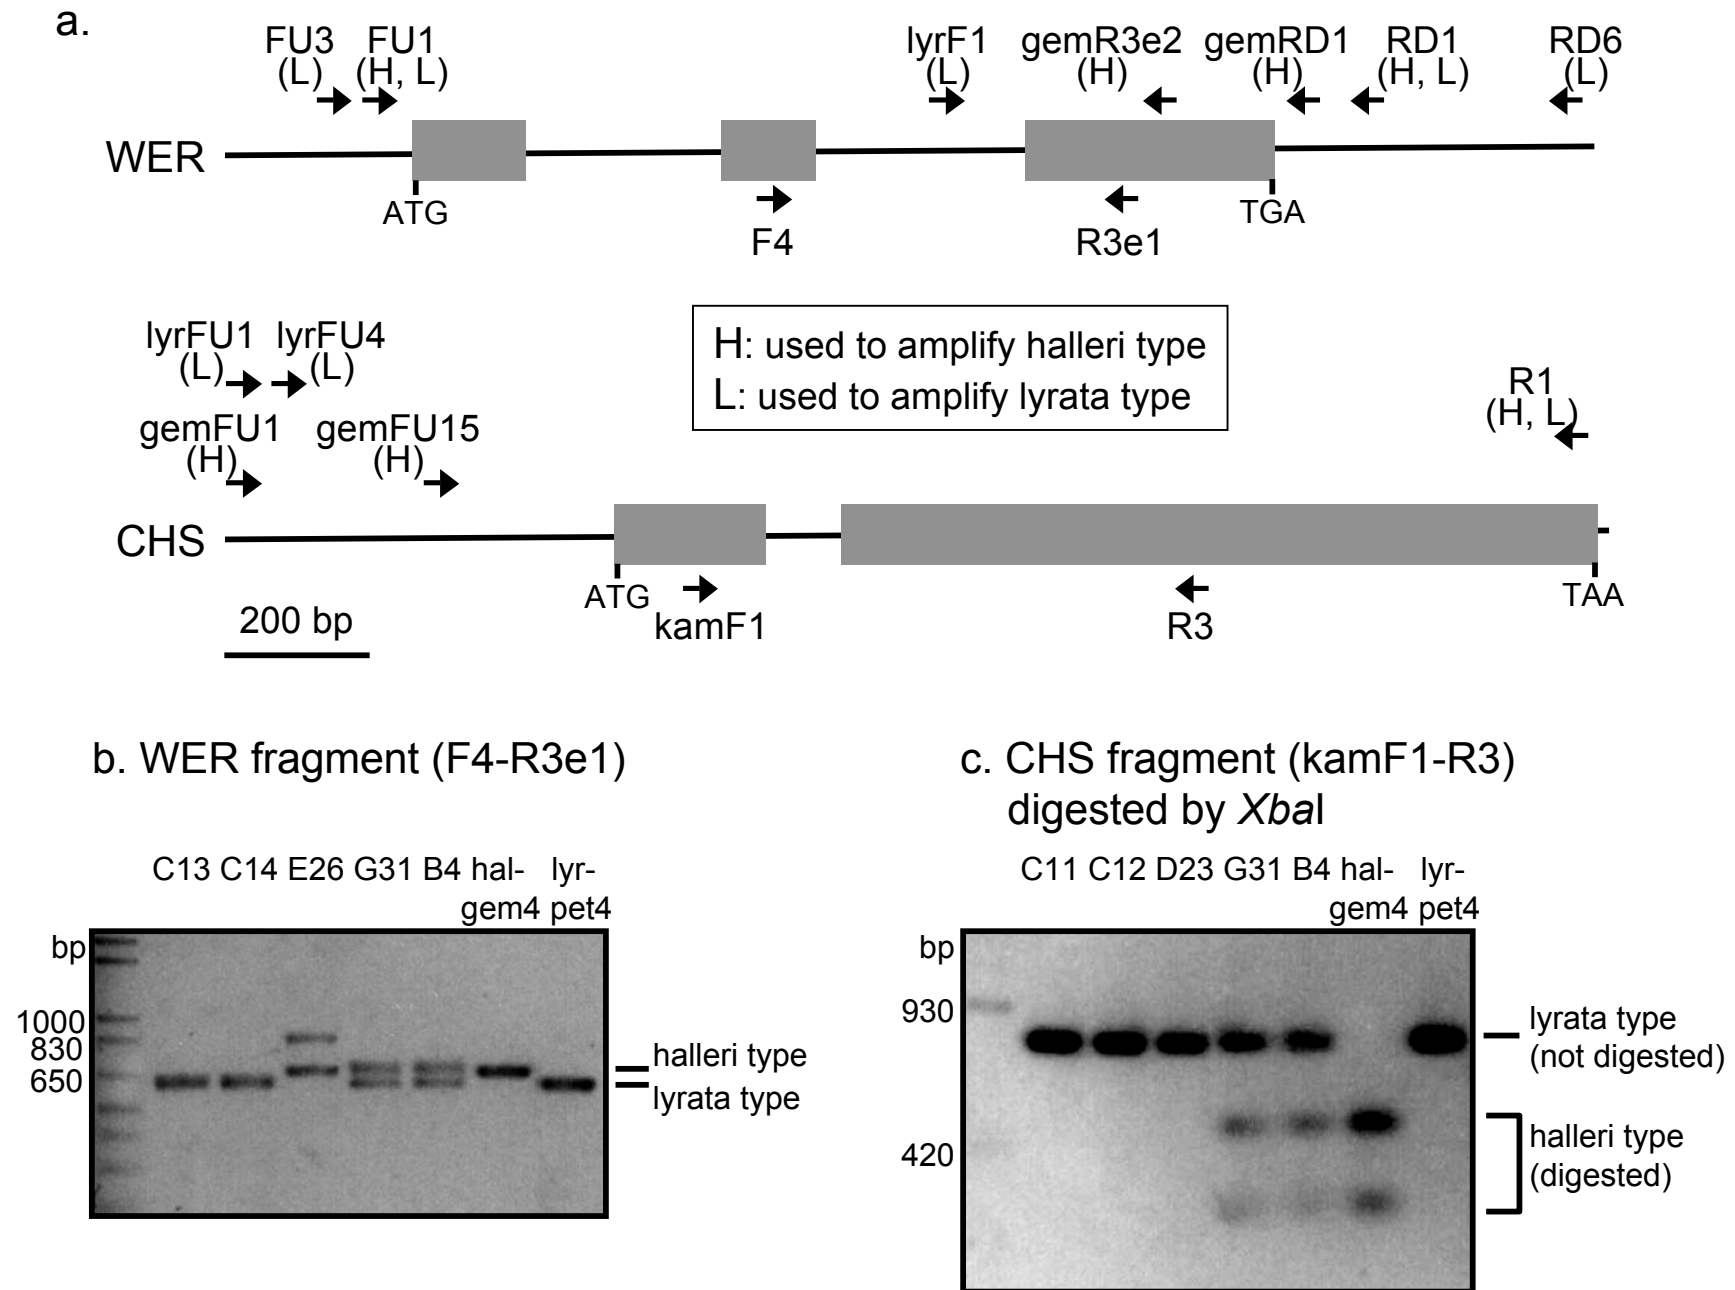 a.
FU3 FU1 lyrF1 gemR3e2 gemRD1 RD1 RD6
(L) (H, L) (L) (H) (H) (H, L) (L)
WER
ATG TGA
F4 R3e1
lyrFU1 lyrFU4
(L) (L)
H: used to amplify halleri type
L: used to amplify lyrata type
R1
(H, L)
gemFU1 gemFU15
(H) (H)
CHS
ATG TAA
kamF1 R3
200 bp
b. WER fragment (F4-R3e1)
C13 C14 E26 G31 B4 hal- lyr-
gem4 pet4
bp
1000
830
650
halleri type
lyrata type
c. CHS fragment (kamF1-R3)
digested by XbaI
C11 C12 D23 G31 B4 hal- lyr-
gem4 pet4
bp
930
420
lyrata type
(not digested)
halleri type
(digested)